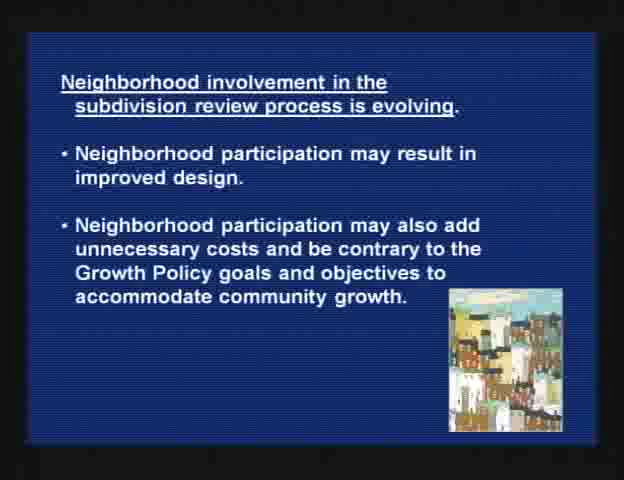 Neighborhood involvement in the
subdivision review process is evolving.
• Neighborhood participation may result in
improved design.
• Neighborhood participation may also add
unnecessary costs and be contrary to the
Growth Policy goals and objectives to
accommodate community growth.